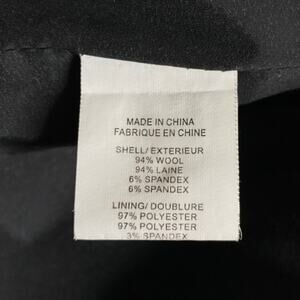 MADE IN CHINA
FABRIQUE EN CHINE
SHELL/ EXTERIEUR
94% WOOL
94% LAINE
6% SPANDEX
6% SPANDEX
LINING/ DOUBLURE
97% POLYESTER
97% POLYESTER
3% SPANDEX